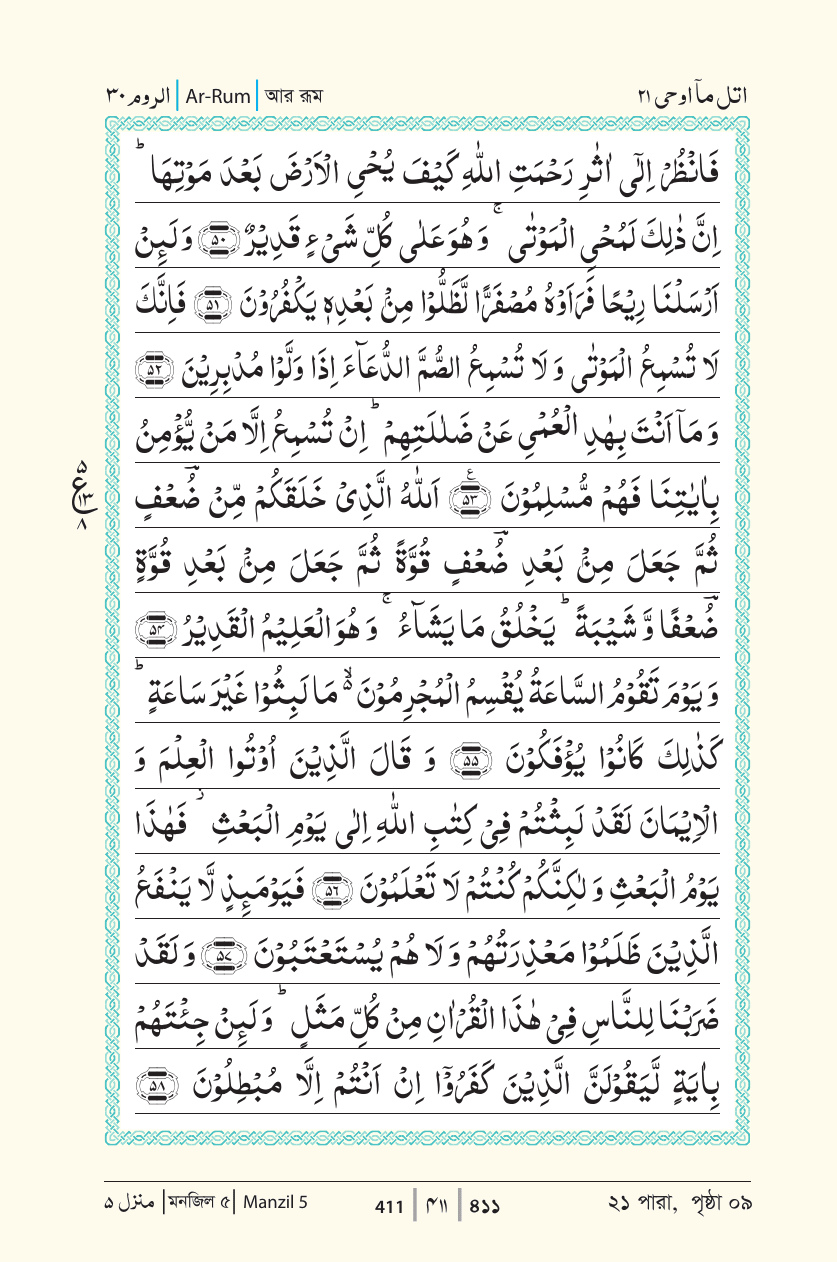 الروم ٣٠ | Ar-Rum | আর রূম
اتل مآ اوحی ٢١
فَانْظُرْ اِلٰٓی اٰثٰرِ رَحْمَتِ اللّٰهِ كَیْفَ یُحْیِ الْاَرْضَ بَعْدَ مَوْتِهَا ؕ
اِنَّ ذٰلِكَ لَمُحْیِ الْمَوْتٰی ۚ وَ هُوَ عَلٰی كُلِّ شَیْءٍ قَدِیْرٌ ۟۵۰ وَ لَىِٕنْ
اَرْسَلْنَا رِیْحًا فَرَاَوْهُ مُصْفَرًّا لَّظَلُّوْا مِنْۢ بَعْدِهٖ یَكْفُرُوْنَ ۟۵۱ فَاِنَّكَ
لَا تُسْمِعُ الْمَوْتٰی وَ لَا تُسْمِعُ الصُّمَّ الدُّعَآءَ اِذَا وَلَّوْا مُدْبِرِیْنَ ۟۵۲
وَ مَاۤ اَنْتَ بِهٰدِ الْعُمْیِ عَنْ ضَلٰلَتِهِمْ ؕ اِنْ تُسْمِعُ اِلَّا مَنْ یُّؤْمِنُ
بِاٰیٰتِنَا فَهُمْ مُّسْلِمُوْنَ ۟۵۳ اَللّٰهُ الَّذِیْ خَلَقَكُمْ مِّنْ ضُؔعْفٍ
۵ ع ۱۳ ۸
ثُمَّ جَعَلَ مِنْۢ بَعْدِ ضُؔعْفٍ قُوَّةً ثُمَّ جَعَلَ مِنْۢ بَعْدِ قُوَّةٍ
ضُؔعْفًا وَّ شَیْبَةً ؕ یَخْلُقُ مَا یَشَآءُ ۚ وَ هُوَ الْعَلِیْمُ الْقَدِیْرُ ۟۵۴
وَ یَوْمَ تَقُوْمُ السَّاعَةُ یُقْسِمُ الْمُجْرِمُوْنَ ۙ۬ مَا لَبِثُوْا غَیْرَ سَاعَةٍ ؕ
كَذٰلِكَ كَانُوْا یُؤْفَكُوْنَ ۟۵۵ وَ قَالَ الَّذِیْنَ اُوْتُوا الْعِلْمَ وَ
الْاِیْمَانَ لَقَدْ لَبِثْتُمْ فِیْ كِتٰبِ اللّٰهِ اِلٰی یَوْمِ الْبَعْثِ ؗ فَهٰذَا
یَوْمُ الْبَعْثِ وَ لٰكِنَّكُمْ كُنْتُمْ لَا تَعْلَمُوْنَ ۟۵۶ فَیَوْمَىِٕذٍ لَّا یَنْفَعُ
الَّذِیْنَ ظَلَمُوْا مَعْذِرَتُهُمْ وَ لَا هُمْ یُسْتَعْتَبُوْنَ ۟۵۷ وَ لَقَدْ
ضَرَبْنَا لِلنَّاسِ فِیْ هٰذَا الْقُرْاٰنِ مِنْ كُلِّ مَثَلٍ ؕ وَ لَىِٕنْ جِئْتَهُمْ
بِاٰیَةٍ لَّیَقُوْلَنَّ الَّذِیْنَ كَفَرُوْۤا اِنْ اَنْتُمْ اِلَّا مُبْطِلُوْنَ ۟۵۸
منزل ۵ | মনজিল ৫ | Manzil 5
411 | ۴۱۱ | ৪১১
২১ পারা, পৃষ্ঠা ০৯